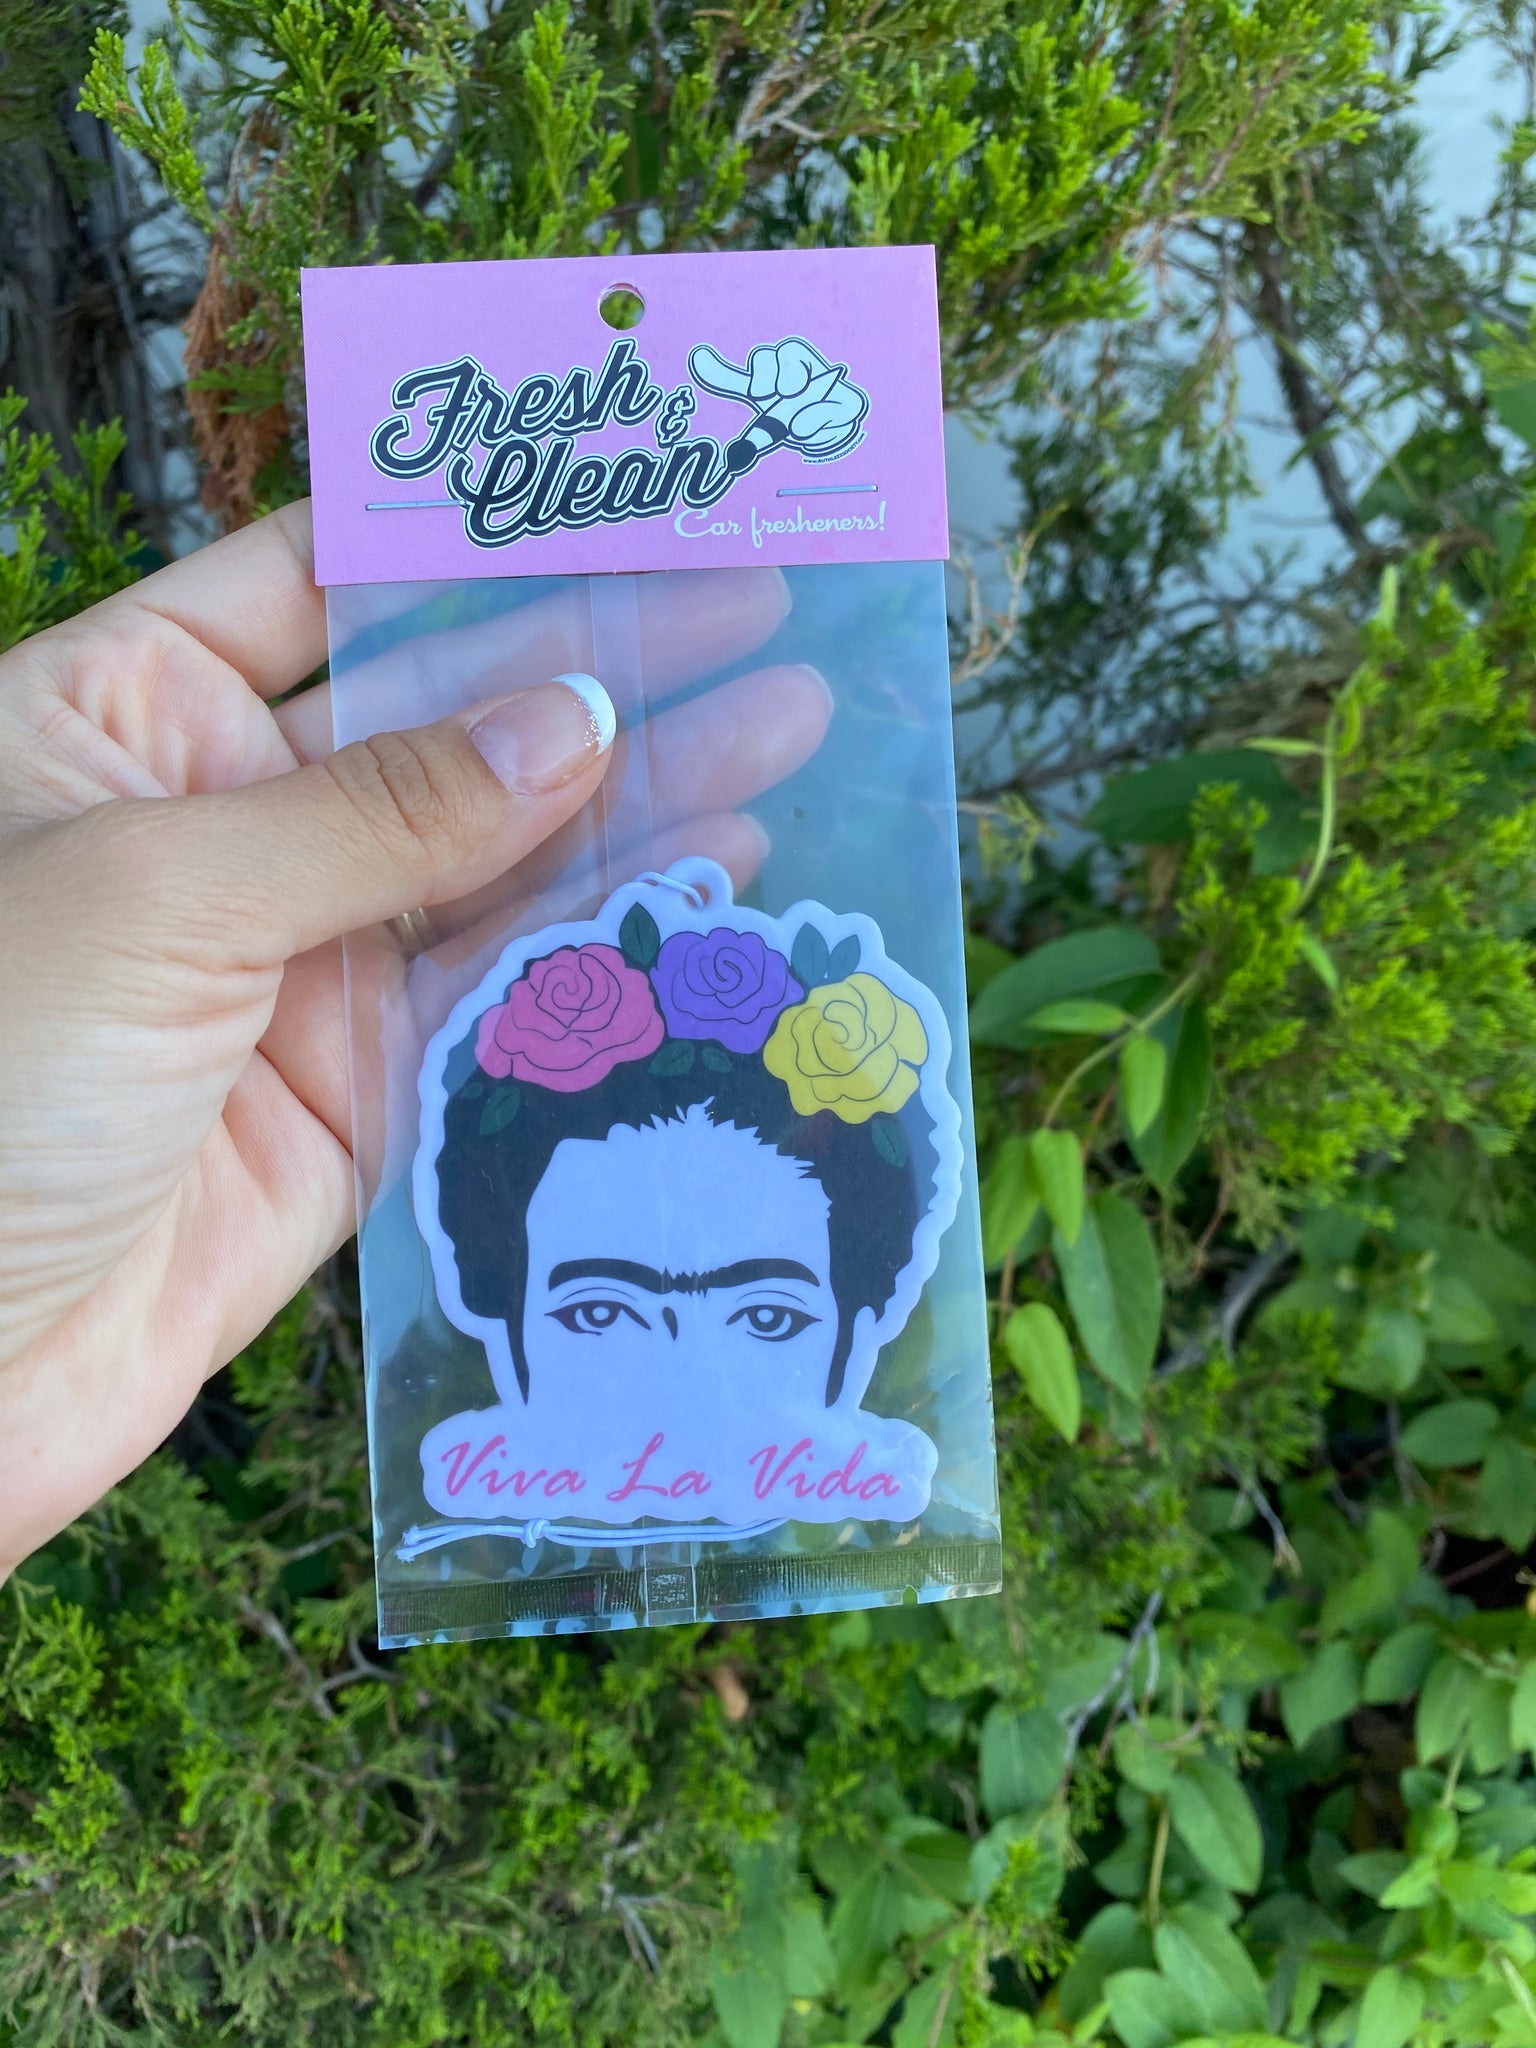 Fresh &
Clean
Car fresheners!
Viva La Vida